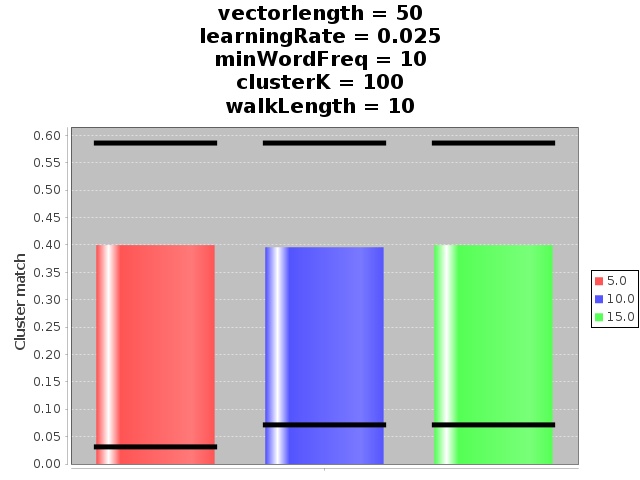 vectorlength = 50
learningRate = 0.025
minWordFreq = 10
clusterK = 100
walkLength = 10
0.60
0.55
0.50
0.45
0.40
0.35
0.30
0.25
0.20
0.15
0.10
0.05
0.00
Cluster match
5.0
10.0
15.0